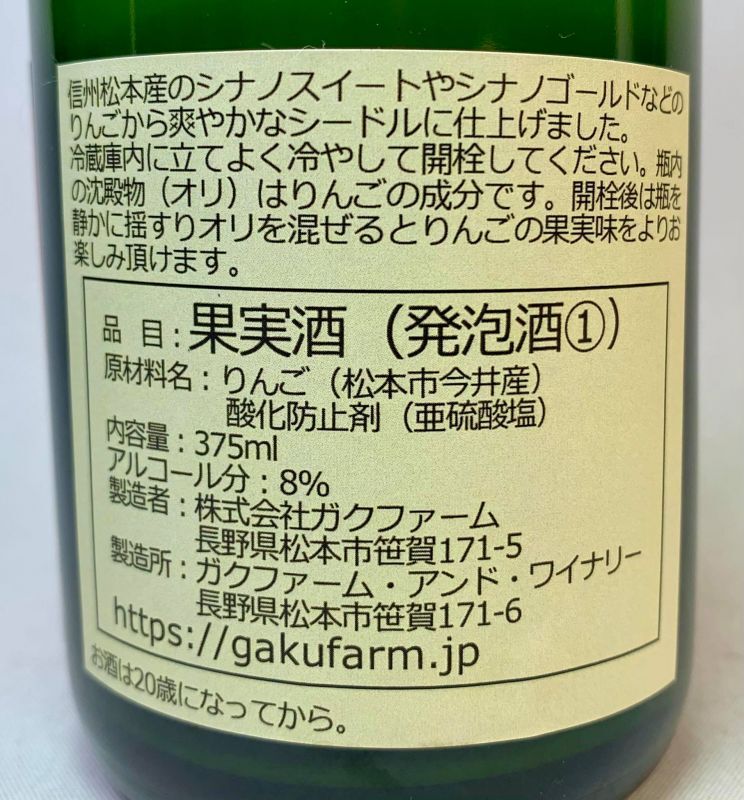 信州松本産のシナノスイートやシナノゴールドなどの
りんごから爽やかなシードルに仕上げました。
冷蔵庫内に立てよく冷やして開栓してください。瓶内
の沈殿物（オリ）はりんごの成分です。開栓後は瓶を
静かに揺すりオリを混ぜるとりんごの果実味をよりお
楽しみ頂けます。
品 目：果実酒（発泡酒①）
原材料名：りんご（松本市今井産）
酸化防止剤（亜硫酸塩）
内容量：375ml
アルコール分：8%
製造者：株式会社ガクファーム
長野県松本市笹賀171-5
製造所：ガクファーム・アンド・ワイナリー
長野県松本市笹賀171-6
https://gakufarm.jp
お酒は20歳になってから。